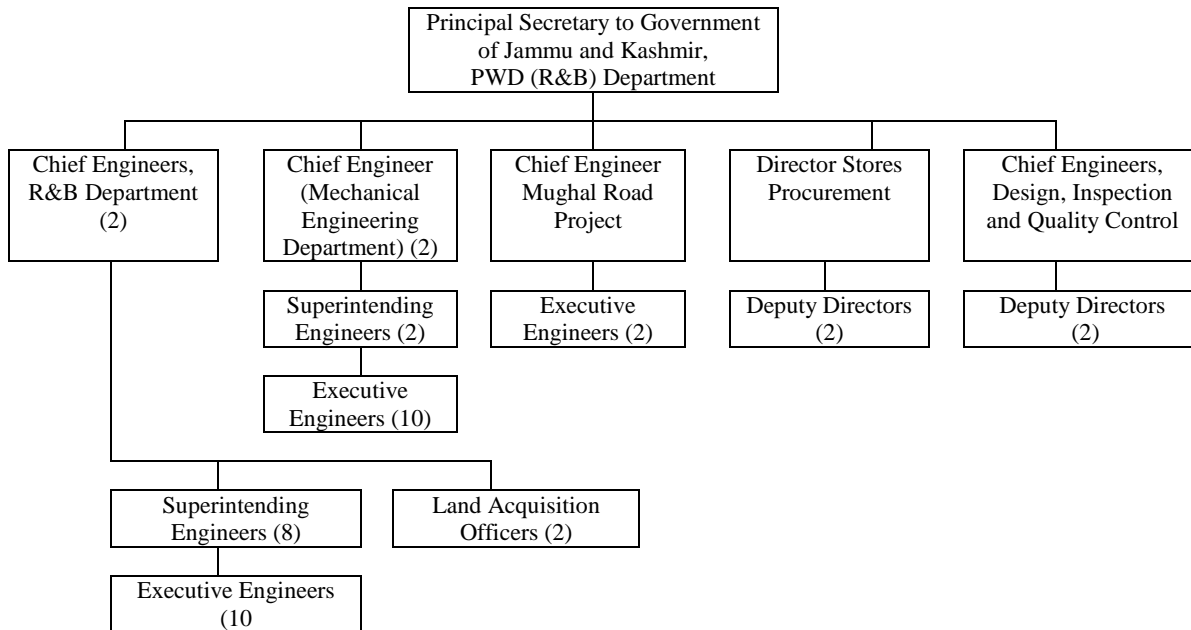 Principal Secretary to Government
of Jammu and Kashmir,
PWD (R&B) Department
Chief Engineers,
R&B Department
(2)
Chief Engineer
(Mechanical
Engineering
Department) (2)
Chief Engineer
Mughal Road
Project
Director Stores
Procurement
Chief Engineers,
Design, Inspection
and Quality Control
Superintending
Engineers (2)
Executive
Engineers (2)
Deputy Directors
(2)
Deputy Directors
(2)
Executive
Engineers (10)
Superintending
Engineers (8)
Land Acquisition
Officers (2)
Executive Engineers
(10